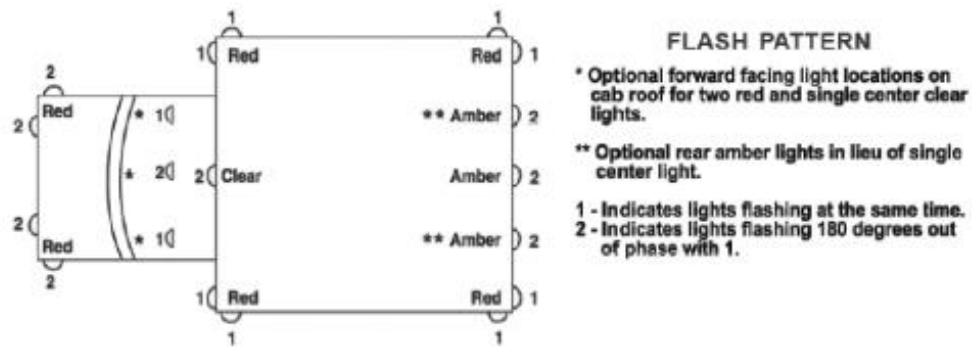 1 1
1 Red Red 1
2
2 Red * 1 ** Amber 2
* 2 2 Clear Amber 2
2 Red * 1 ** Amber 2
2
1 Red Red 1
1 1
FLASH PATTERN
* Optional forward facing light locations on
cab roof for two red and single center clear
lights.
** Optional rear amber lights in lieu of single
center light.
1 - Indicates lights flashing at the same time.
2 - Indicates lights flashing 180 degrees out
of phase with 1.